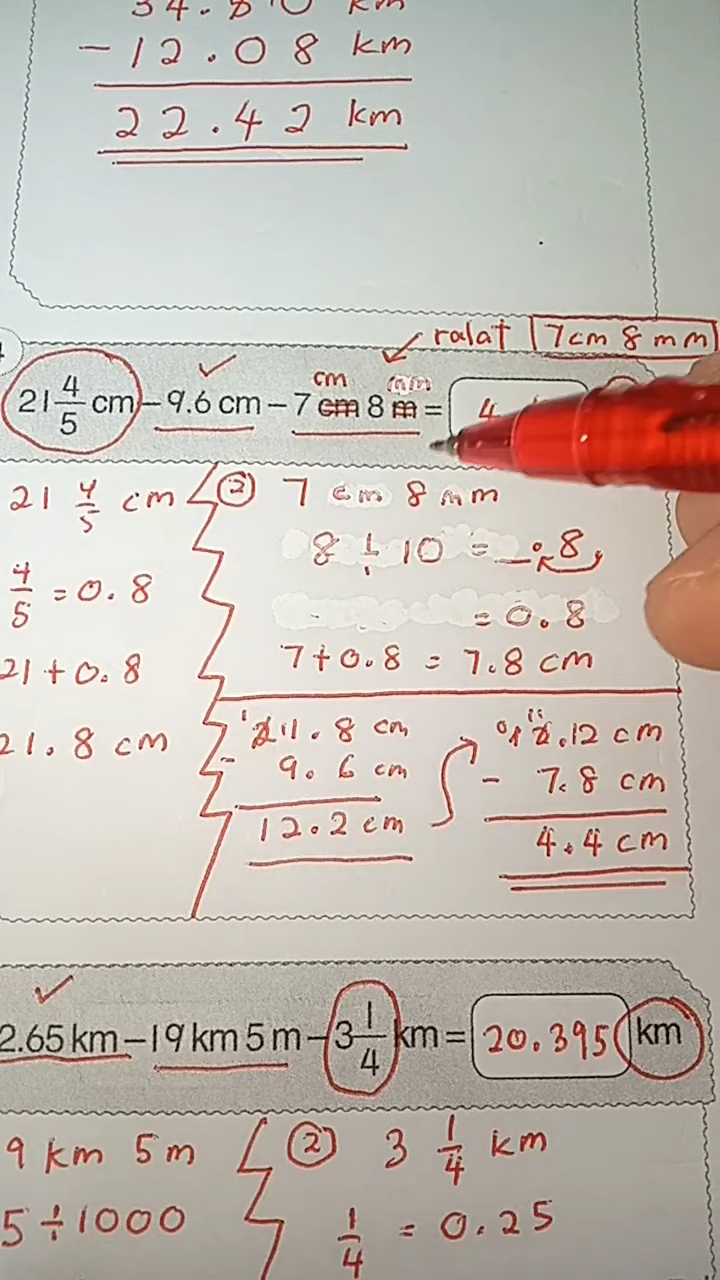 34.810 km
-12.08 km
22.42 km
ralat 7cm 8mm
cm mm
21 4/5 cm - 9.6 cm - 7 cm 8 m = 4
21 4/5 cm
4/5 = 0.8
21 + 0.8
21.8 cm
② 7 cm 8 mm
8 ÷ 10 = 0.8
= 0.8
7 + 0.8 = 7.8 cm
21.8 cm
- 9.6 cm
12.2 cm
12.12 cm
- 7.8 cm
4.4 cm
2.65 km - 19 km 5 m - 3 1/4 km = 20.395 km
9 km 5 m
5 ÷ 1000
② 3 1/4 km
1/4 = 0.25